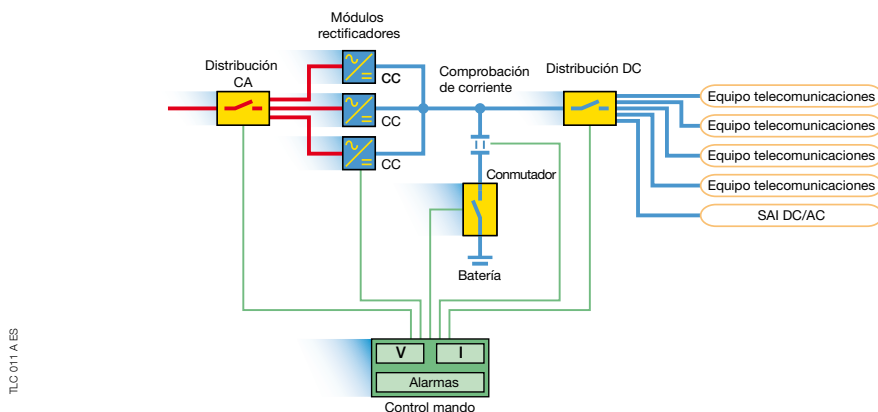 Módulos
rectificadores
Distribución
CA
CC
CC
CC
Comprobación
de corriente
Distribución DC
Equipo telecomunicaciones
Equipo telecomunicaciones
Equipo telecomunicaciones
Equipo telecomunicaciones
SAI DC/AC
Conmutador
Batería
V
I
Alarmas
Control mando
TLC 011 A ES